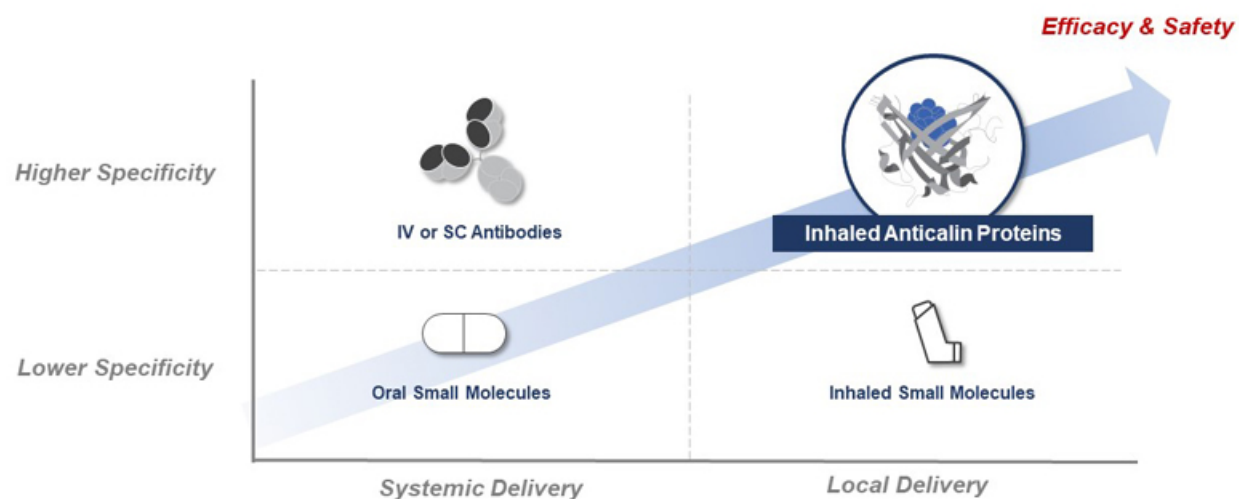 Efficacy & Safety
Higher Specificity
IV or SC Antibodies
Inhaled Anticalin Proteins
Lower Specificity
Oral Small Molecules
Inhaled Small Molecules
Systemic Delivery
Local Delivery